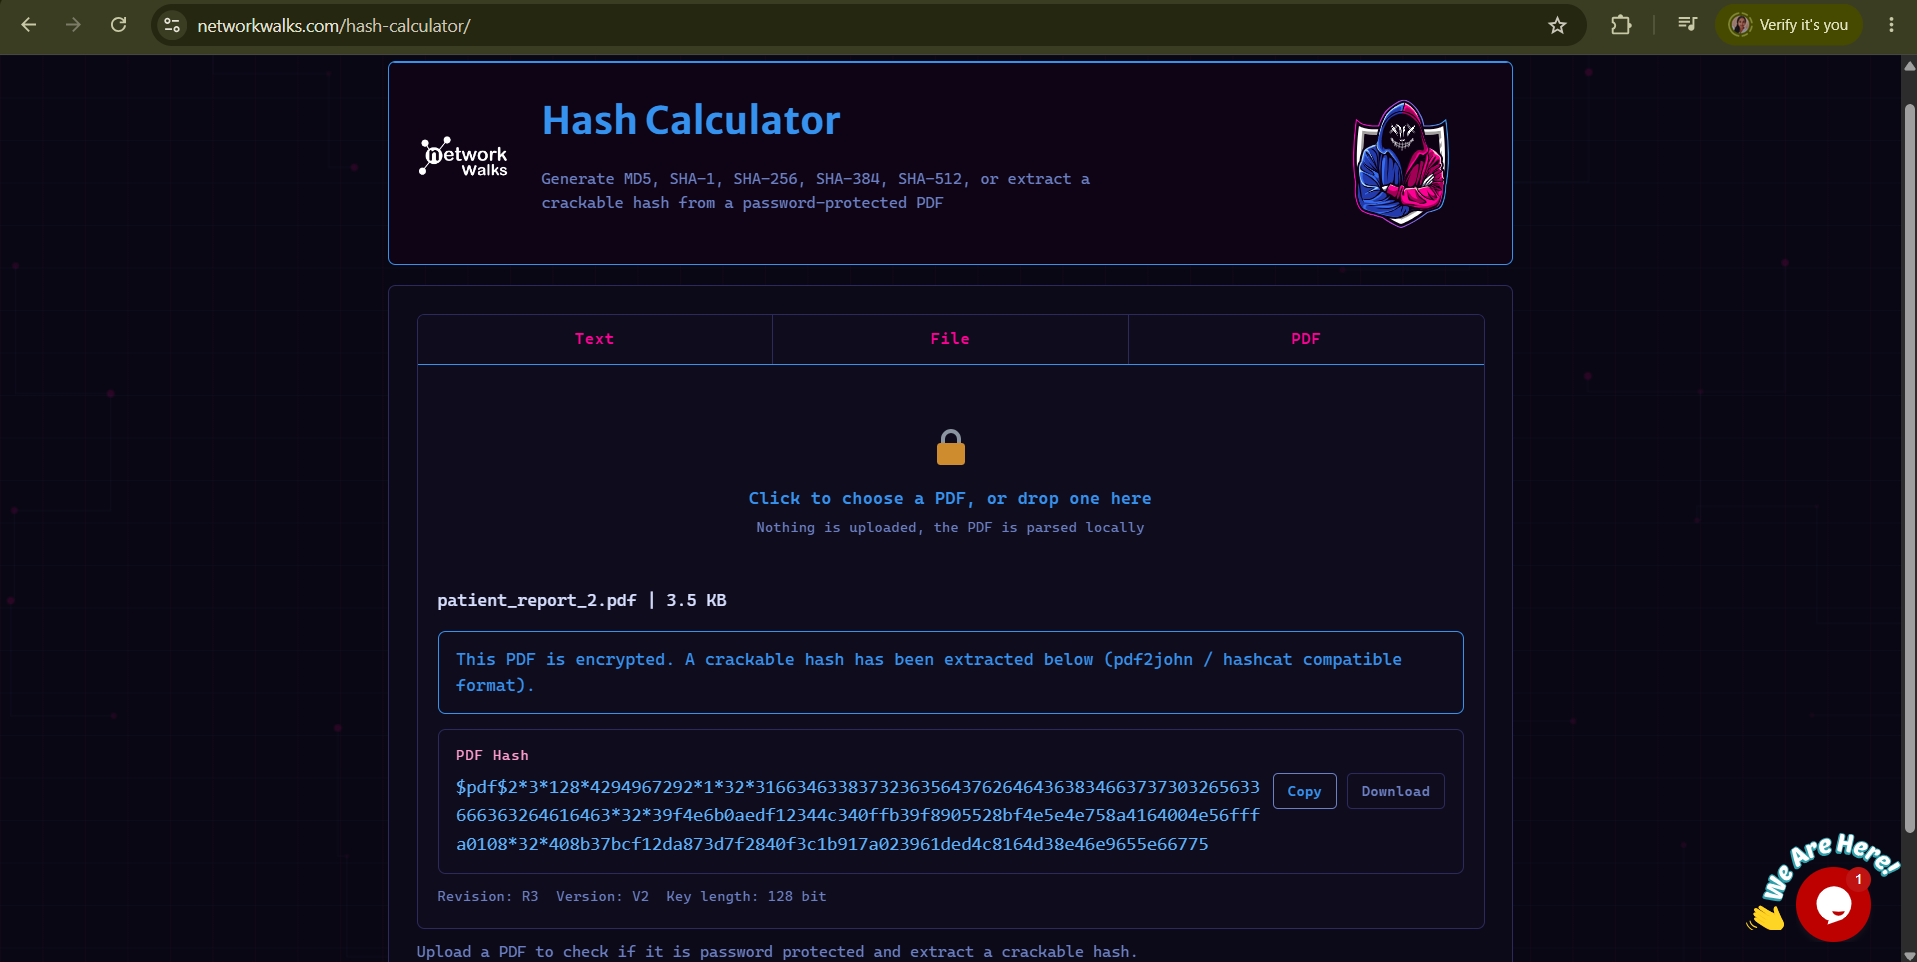 networkwalks.com/hash-calculator/
Verify it's you
network
Walks
Hash Calculator
Generate MD5, SHA-1, SHA-256, SHA-384, SHA-512, or extract a
crackable hash from a password-protected PDF
Text
File
PDF
Click to choose a PDF, or drop one here
Nothing is uploaded, the PDF is parsed locally
patient_report_2.pdf | 3.5 KB
This PDF is encrypted. A crackable hash has been extracted below (pdf2john / hashcat compatible
format).
PDF Hash
$pdf$2*3*128*4294967292*1*32*3166346338373236356437626464363834663737303265633
666363264616463*32*39f4e6b0aedf12344c340ffb39f8905528bf4e5e4e758a4164004e56fff
a0108*32*408b37bcf12da873d7f2840f3c1b917a023961ded4c8164d38e46e9655e66775
Copy
Download
Revision: R3 Version: V2 Key length: 128 bit
Upload a PDF to check if it is password protected and extract a crackable hash.
We Are Here!
1